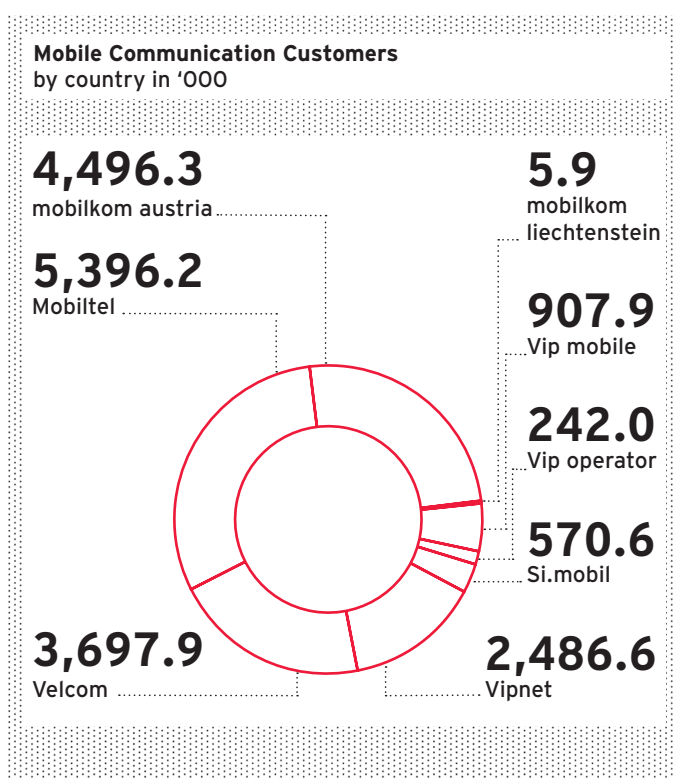 Mobile Communication Customers
by country in ‘000
4,496.3
mobilkom austria
5,396.2
Mobiltel
5.9
mobilkom
liechtenstein
907.9
Vip mobile
242.0
Vip operator
570.6
Si.mobil
3,697.9
Velcom
2,486.6
Vipnet